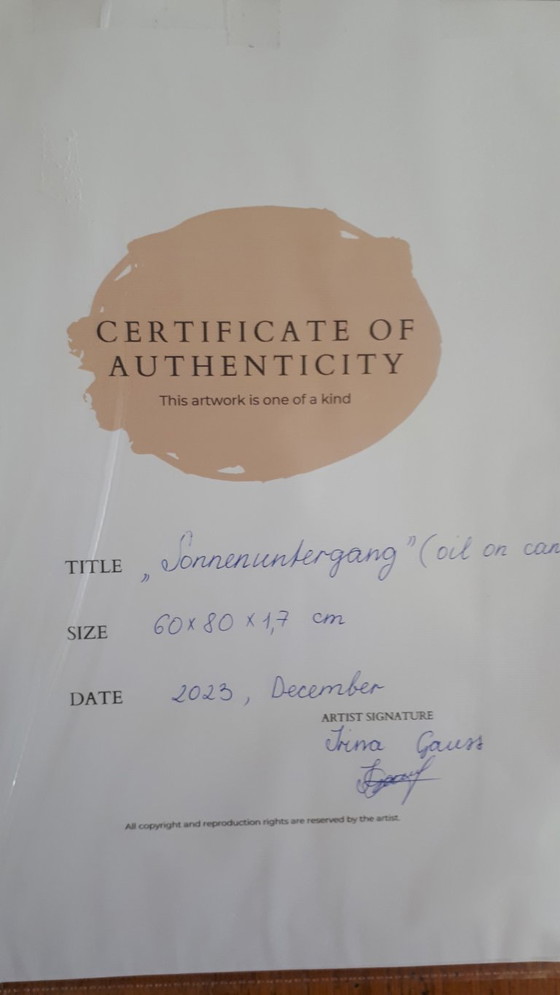 CERTIFICATE OF
AUTHENTICITY
This artwork is one of a kind
TITLE „Sonnenuntergang" (oil on can
SIZE 60 x 80 x 1,7 cm
DATE 2023, December
ARTIST SIGNATURE
Irina Gauss
All copyright and reproduction rights are reserved by the artist.